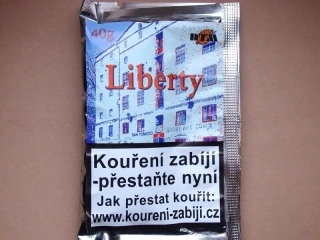 40g
Liberty
Kouření zabíjí
-přestaňte nyní
Jak přestat kouřit:
www.koureni-zabiji.cz